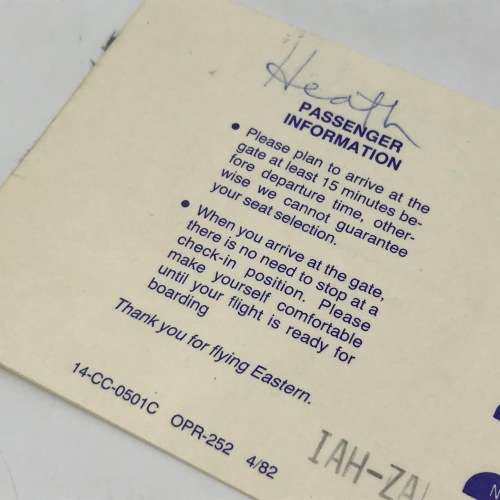 Heath
PASSENGER
INFORMATION
• Please plan to arrive at the
gate at least 15 minutes be-
fore departure time, other-
wise we cannot guarantee
your seat selection.
• When you arrive at the gate,
there is no need to stop at a
check-in position. Please
make yourself comfortable
until your flight is ready for
boarding
Thank you for flying Eastern.
14-CC-0501C OPR-252 4/82